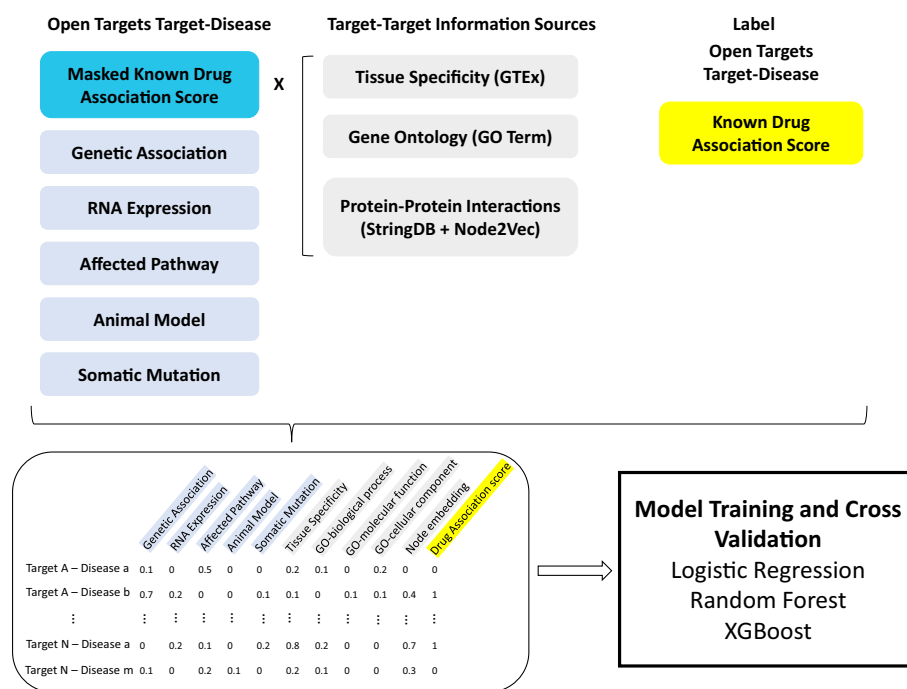 Open Targets Target-Disease
Target-Target Information Sources
Label
Open Targets
Target-Disease
Masked Known Drug
Association Score
X
Tissue Specificity (GTEx)
Known Drug
Association Score
Genetic Association
Gene Ontology (GO Term)
RNA Expression
Protein-Protein Interactions
(StringDB + Node2Vec)
Affected Pathway
Animal Model
Somatic Mutation
Genetic Association
RNA Expression
Affected Pathway
Animal Model
Somatic Mutation
Tissue Specificity
GO-biological process
GO-molecular function
GO-cellular component
Node embedding
Drug Association score
Target A – Disease a 0.1 0 0.5 0 0 0.2 0.1 0 0.2 0 0
Target A – Disease b 0.7 0.2 0 0 0.1 0.1 0 0.1 0.1 0.4 1
⋮ ⋮ ⋮ ⋮ ⋮ ⋮ ⋮ ⋮ ⋮ ⋮ ⋮ ⋮
Target N – Disease a 0 0.2 0.1 0 0.2 0.8 0.2 0 0 0.7 1
Target N – Disease m 0.1 0 0.2 0.1 0 0.2 0.1 0 0 0.3 0
Model Training and Cross
Validation
Logistic Regression
Random Forest
XGBoost